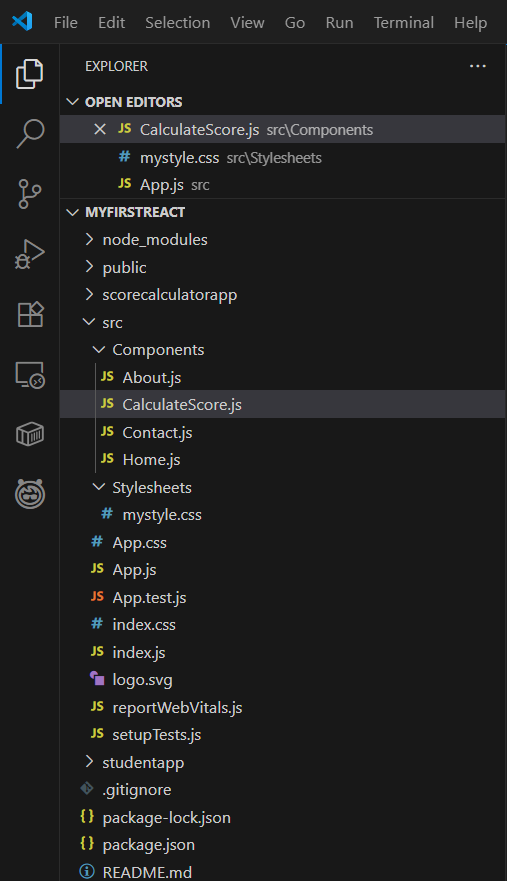 File Edit Selection View Go Run Terminal Help
EXPLORER ···
OPEN EDITORS
JS CalculateScore.js src\Components
# mystyle.css src\Stylesheets
JS App.js src
MYFIRSTREACT
node_modules
public
scorecalculatorapp
src
Components
JS About.js
JS CalculateScore.js
JS Contact.js
JS Home.js
Stylesheets
# mystyle.css
# App.css
JS App.js
JS App.test.js
# index.css
JS index.js
logo.svg
JS reportWebVitals.js
JS setupTests.js
studentapp
.gitignore
{} package-lock.json
{} package.json
README.md